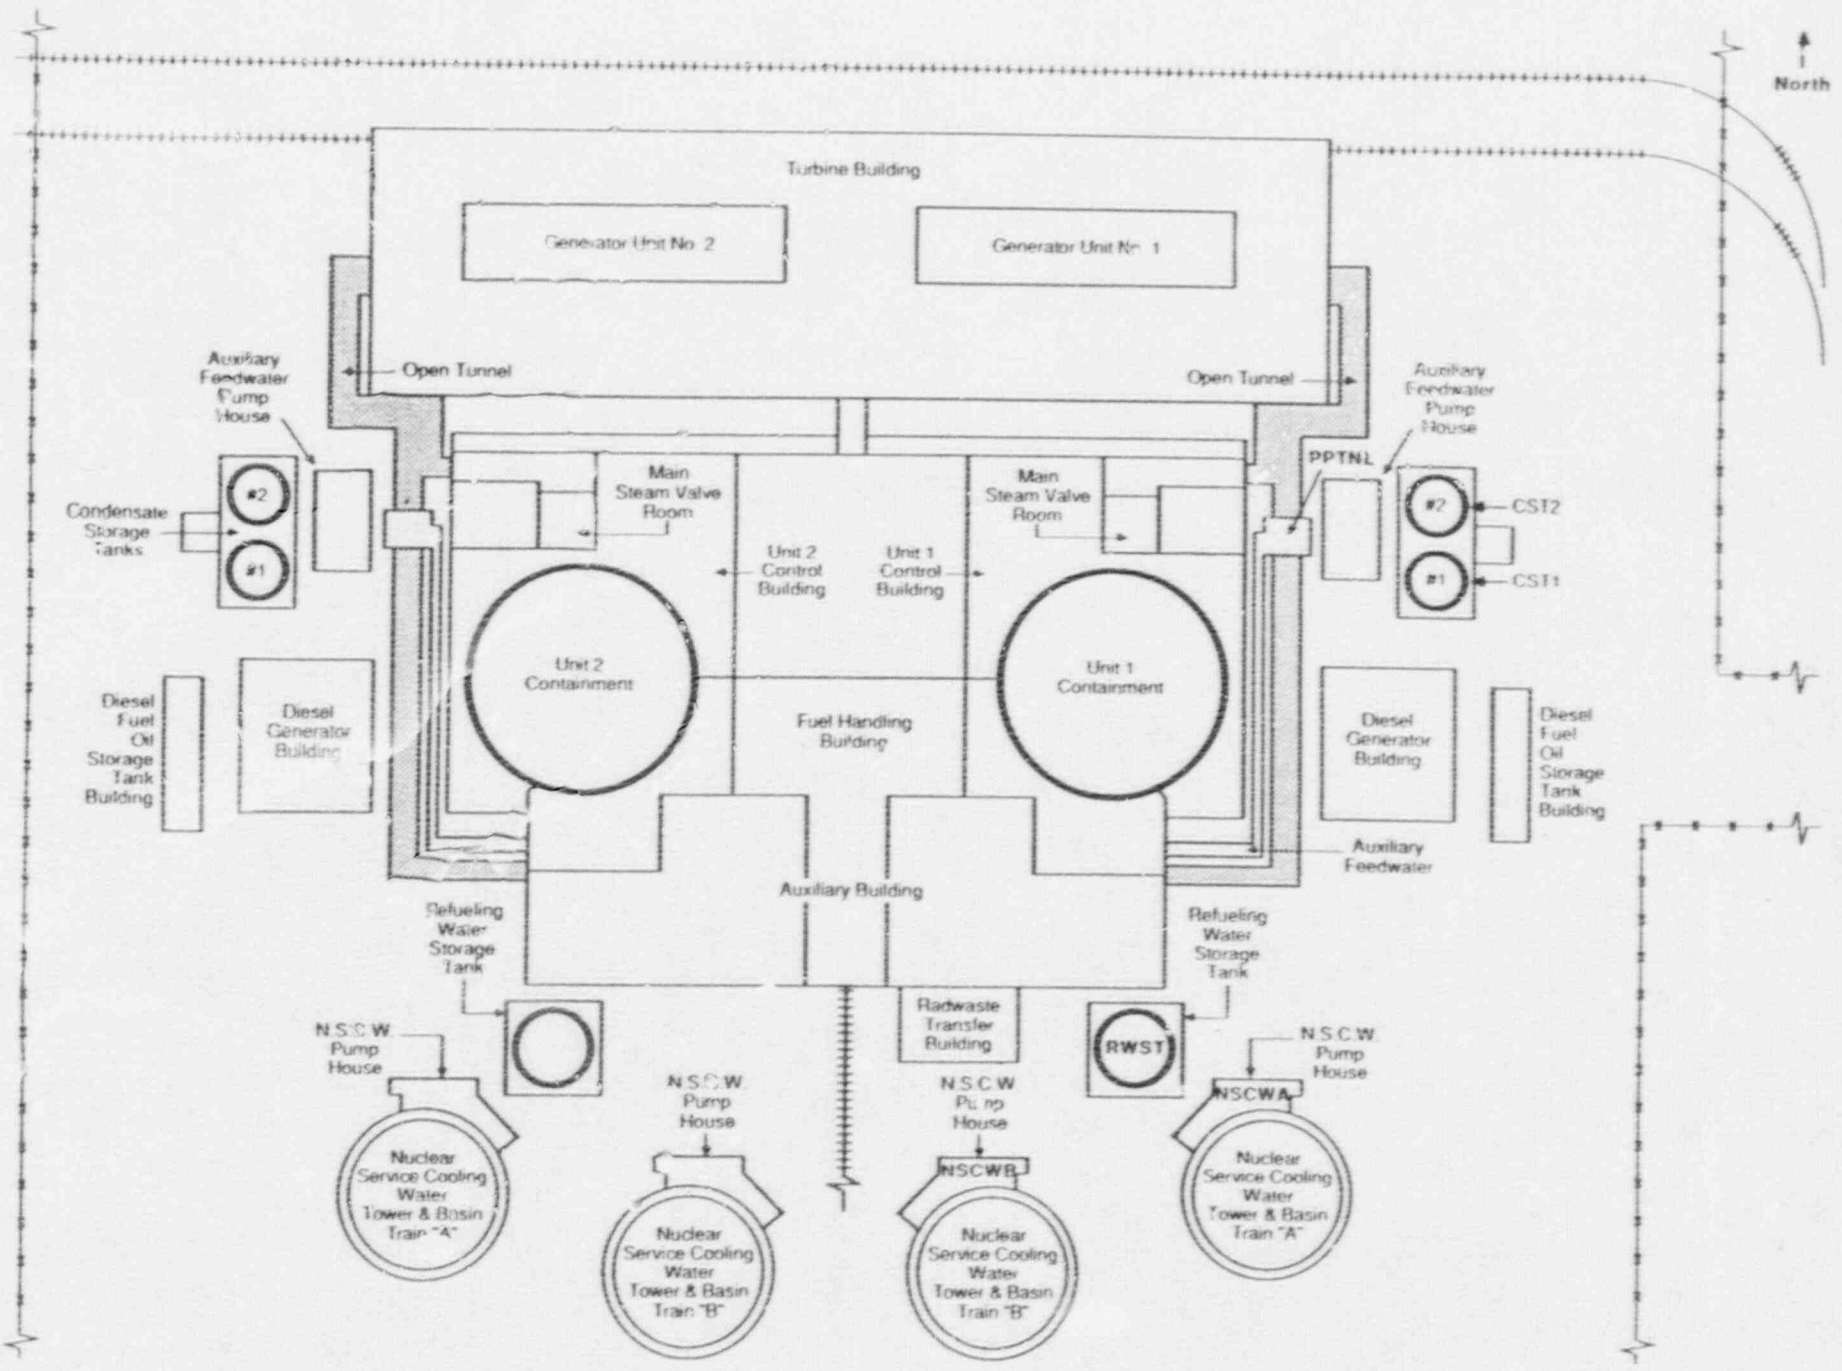 North
Turbine Building
Generator Unit No. 2
Generator Unit No. 1
Open Tunnel
Open Tunnel
Auxiliary
Feedwater
Pump
House
Auxiliary
Feedwater
Pump
House
PPTNL
Condensate
Storage
Tanks
#2
#1
Main
Steam Valve
Room
Main
Steam Valve
Room
#2
#1
CST2
CST1
Unit 2
Control
Building
Unit 1
Control
Building
Unit 2
Containment
Unit 1
Containment
Diesel
Fuel
Oil
Storage
Tank
Building
Diesel
Generator
Building
Fuel Handling
Building
Diesel
Generator
Building
Diesel
Fuel
Oil
Storage
Tank
Building
Auxiliary
Feedwater
Auxiliary Building
Refueling
Water
Storage
Tank
Refueling
Water
Storage
Tank
Radwaste
Transfer
Building
RWST
N.S.C.W.
Pump
House
N.S.C.W.
Pump
House
N.S.C.W.
Pump
House
N.S.C.W.
Pump
House
NSCWA
NSCWB
Nuclear
Service Cooling
Water
Tower & Basin
Train "A"
Nuclear
Service Cooling
Water
Tower & Basin
Train "B"
Nuclear
Service Cooling
Water
Tower & Basin
Train "B"
Nuclear
Service Cooling
Water
Tower & Basin
Train "A"